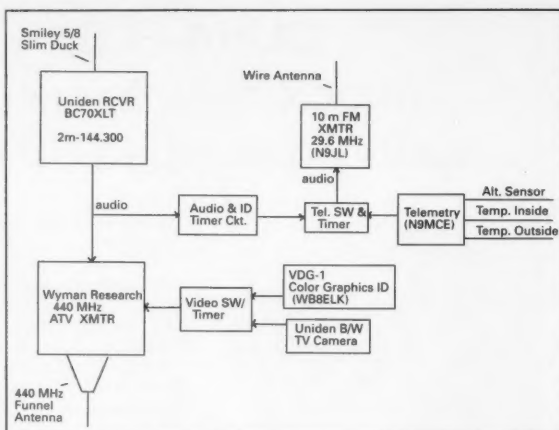 Smiley 5/8
Slim Duck
Uniden RCVR
BC70XLT
2m-144.300
Wire Antenna
10 m FM
XMTR
29.6 MHz
(N9JL)
audio
audio
Audio & ID
Timer Ckt.
Tel. SW &
Timer
Telemetry
(N9MCE)
Alt. Sensor
Temp. Inside
Temp. Outside
Wyman Research
440 MHz
ATV XMTR
Video SW/
Timer
VDG-1
Color Graphics ID
(WB8ELK)
Uniden B/W
TV Camera
440 MHz
Funnel
Antenna